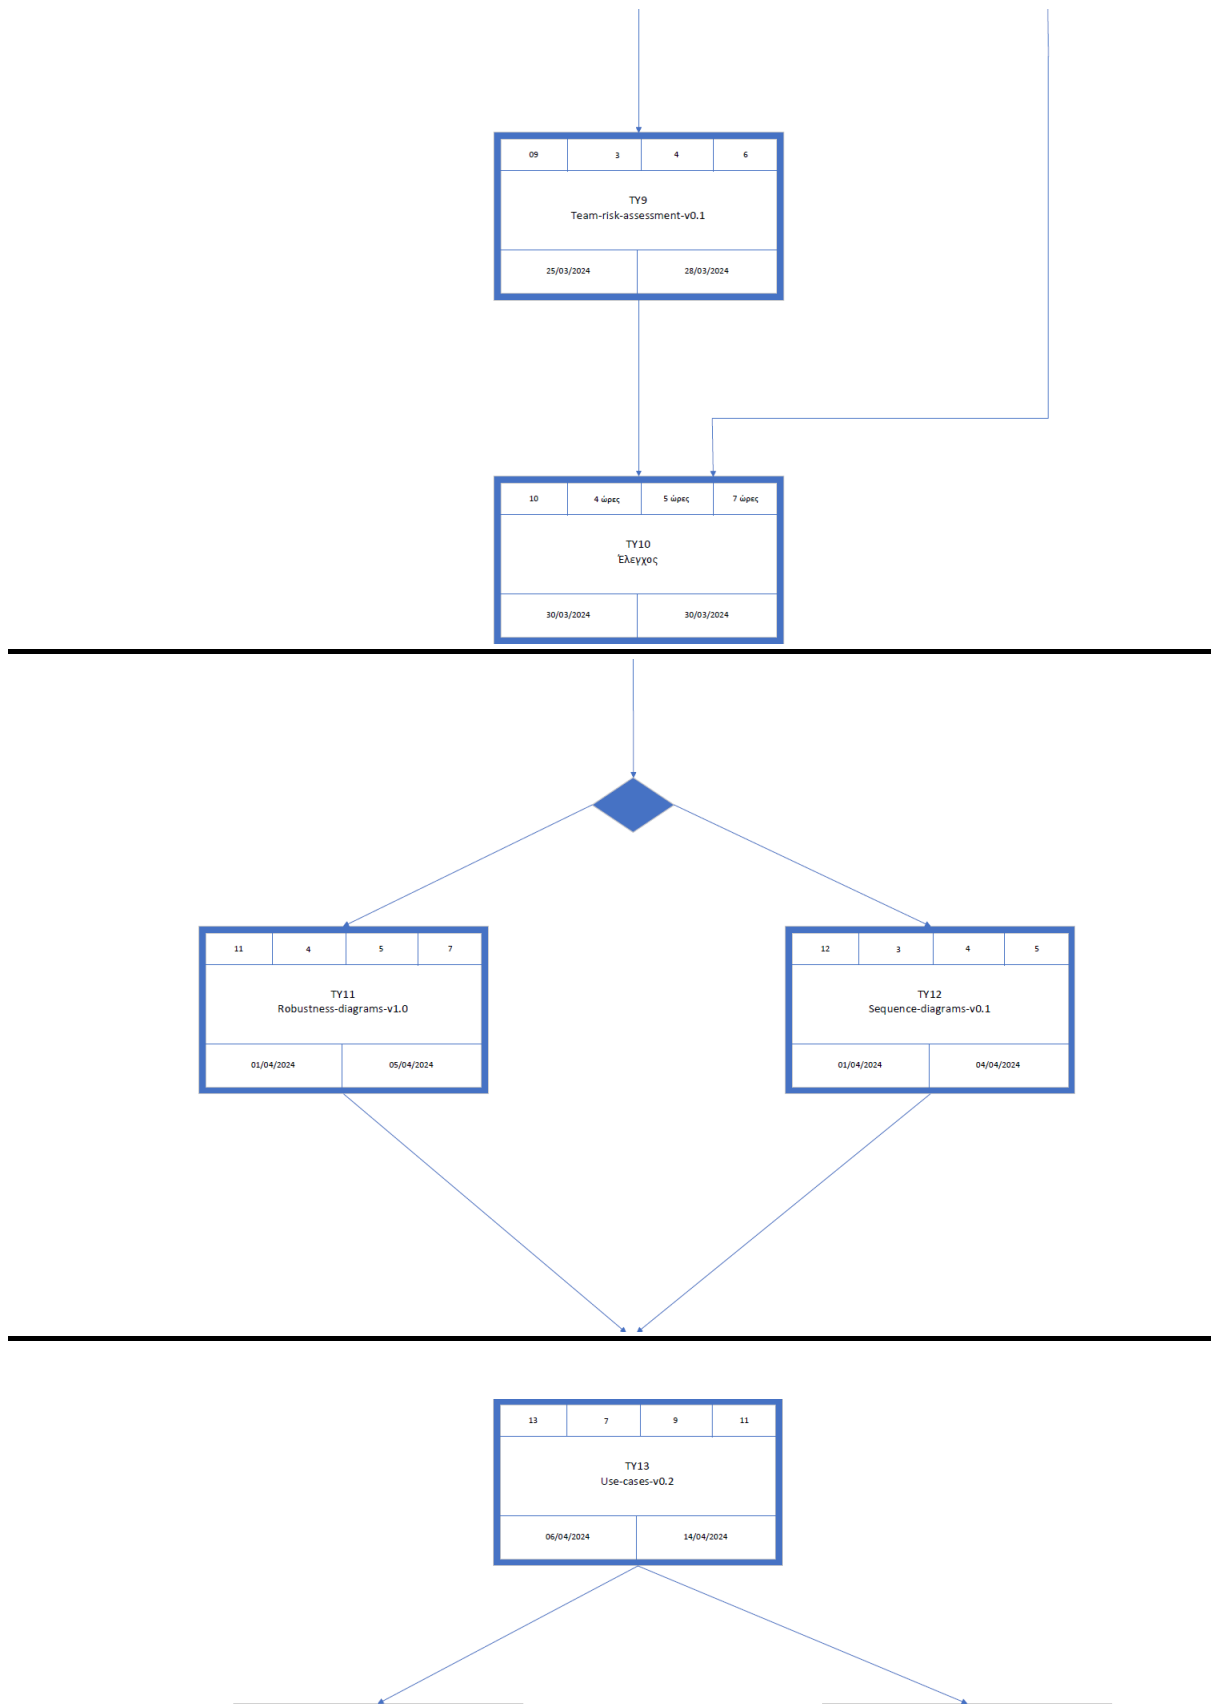 09 3 4 6
TY9
Team-risk-assessment-v0.1
25/03/2024 28/03/2024
10 4 ώρες 5 ώρες 7 ώρες
TY10
Έλεγχος
30/03/2024 30/03/2024
11 4 5 7
TY11
Robustness-diagrams-v1.0
01/04/2024 05/04/2024
12 3 4 5
TY12
Sequence-diagrams-v0.1
01/04/2024 04/04/2024
13 7 9 11
TY13
Use-cases-v0.2
06/04/2024 14/04/2024